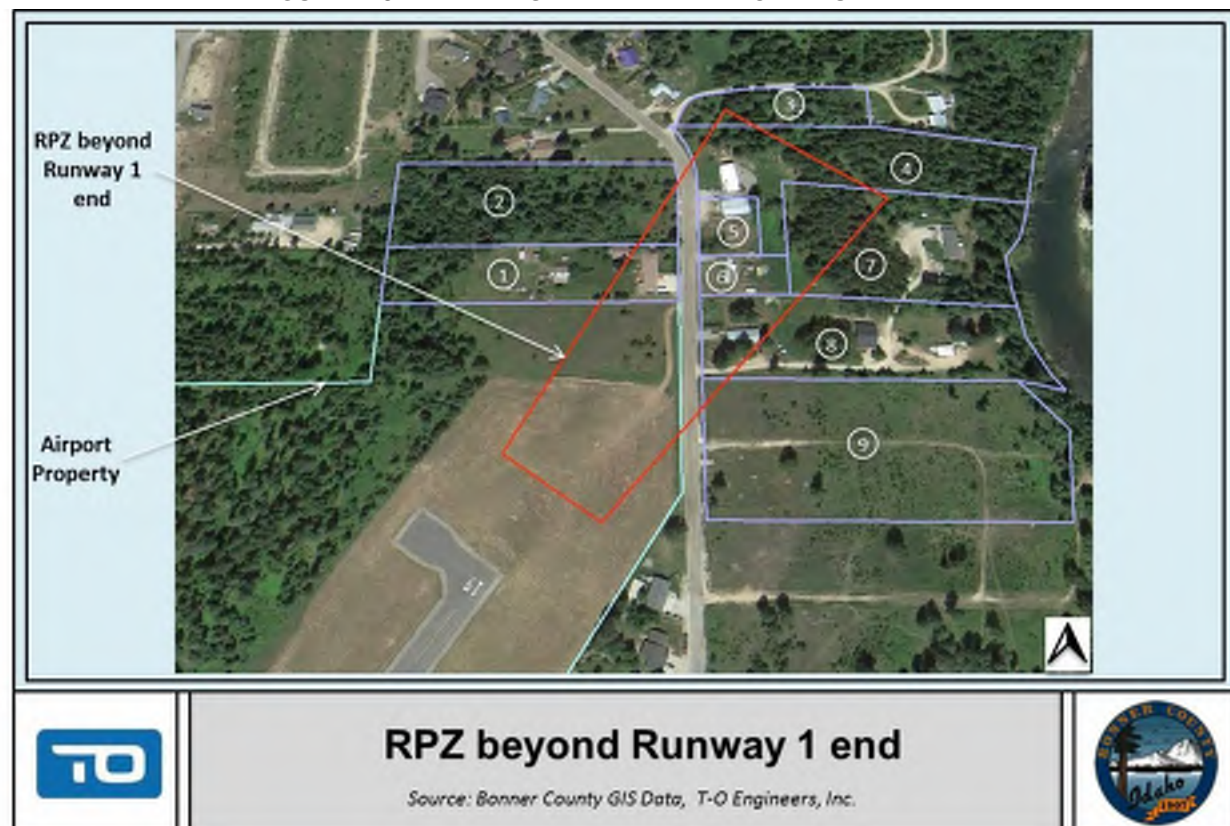 RPZ beyond
Runway 1
end
3
4
2
5
1
6
7
8
Airport
Property
9
TO
RPZ beyond Runway 1 end
Source: Bonner County GIS Data, T-O Engineers, Inc.
BONNER COUNTY
Idaho
1907